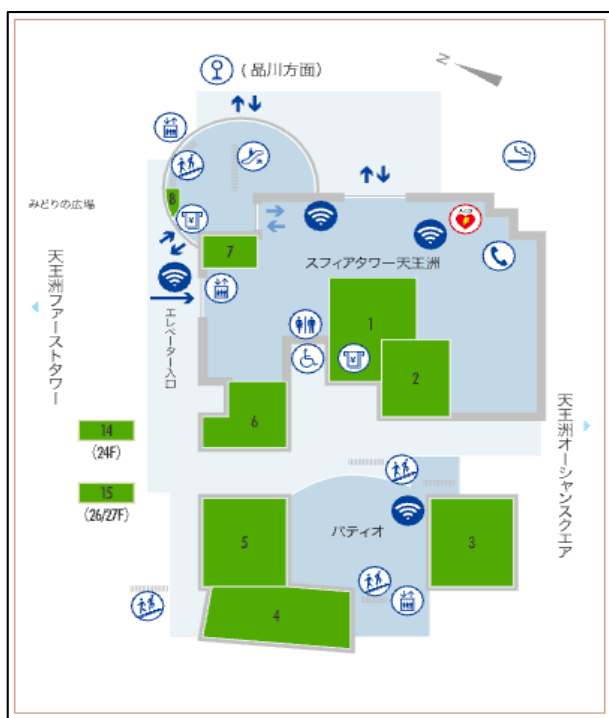 (品川方面)
N
みどりの広場
8
AED
7
スフィアタワー天王洲
天王洲ファーストタワー
エレベーター入口
1
2
6
14
(24F)
15
(26/27F)
天王洲オーシャンスクエア
パティオ
5
3
4